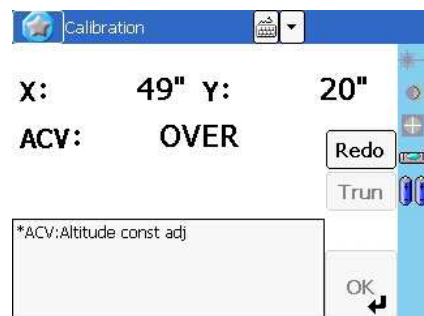 Calibration
X: 49" Y: 20"
ACV: OVER
Redo
Trun
*ACV:Altitude const adj
OK